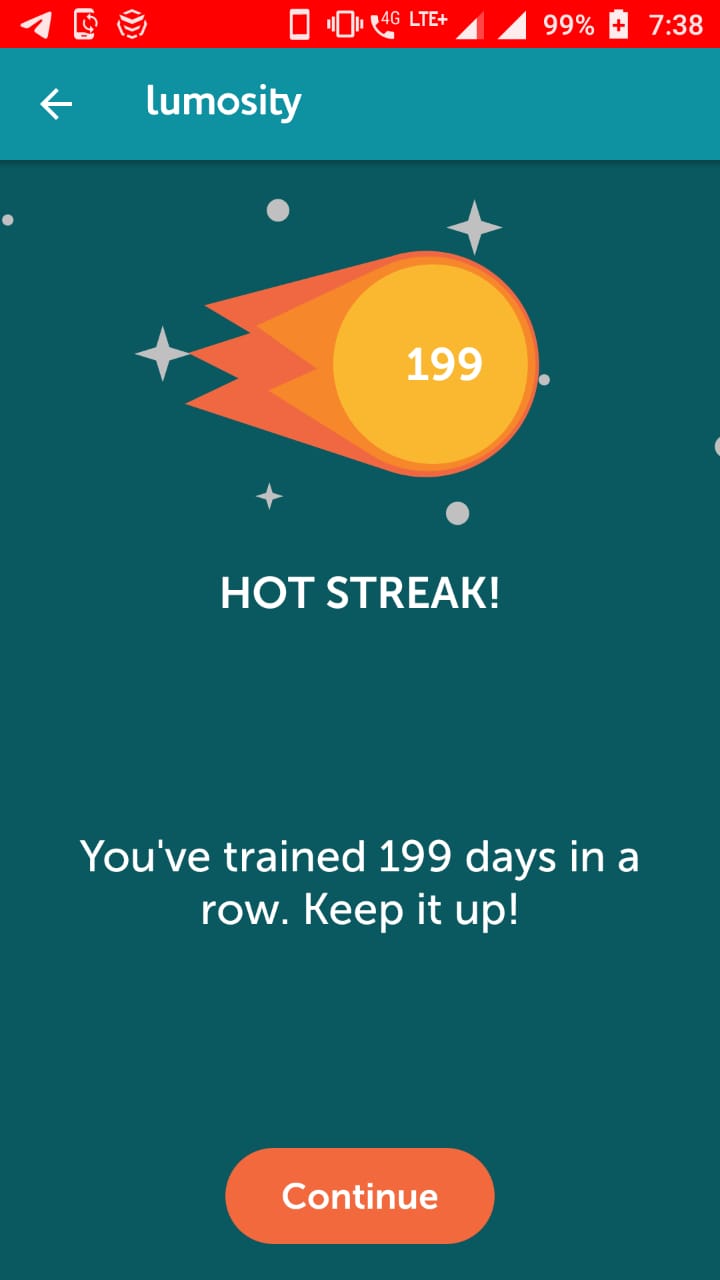 4G LTE+ 99% 7:38
lumosity
199
HOT STREAK!
You've trained 199 days in a
row. Keep it up!
Continue